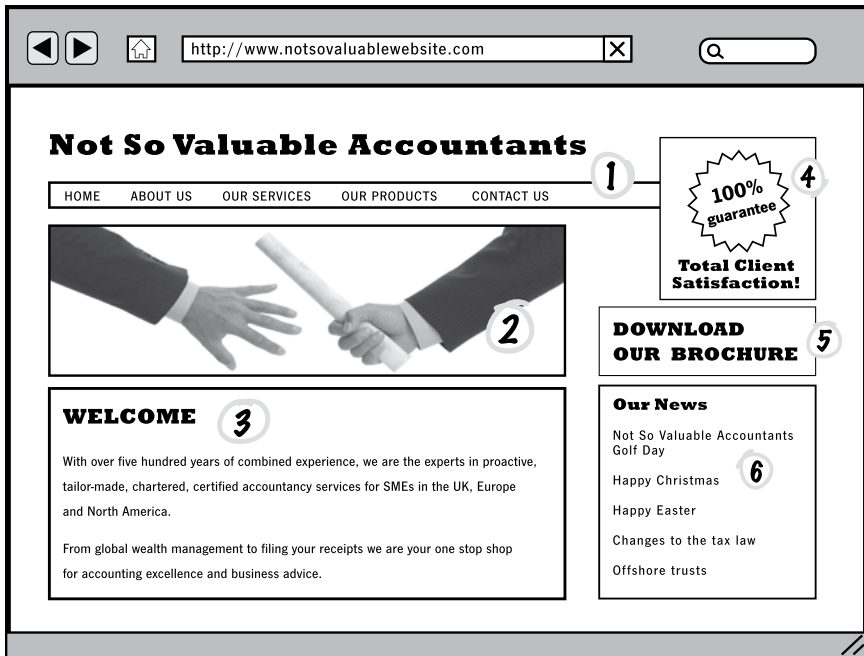 http://www.notsovaluablewebsite.com
Not So Valuable Accountants
1
HOME ABOUT US OUR SERVICES OUR PRODUCTS CONTACT US
4
100%
guarantee
Total Client
Satisfaction!
2
DOWNLOAD
OUR BROCHURE
5
WELCOME
3
With over five hundred years of combined experience, we are the experts in proactive,
tailor-made, chartered, certified accountancy services for SMEs in the UK, Europe
and North America.
From global wealth management to filing your receipts we are your one stop shop
for accounting excellence and business advice.
Our News
Not So Valuable Accountants
Golf Day
6
Happy Christmas
Happy Easter
Changes to the tax law
Offshore trusts